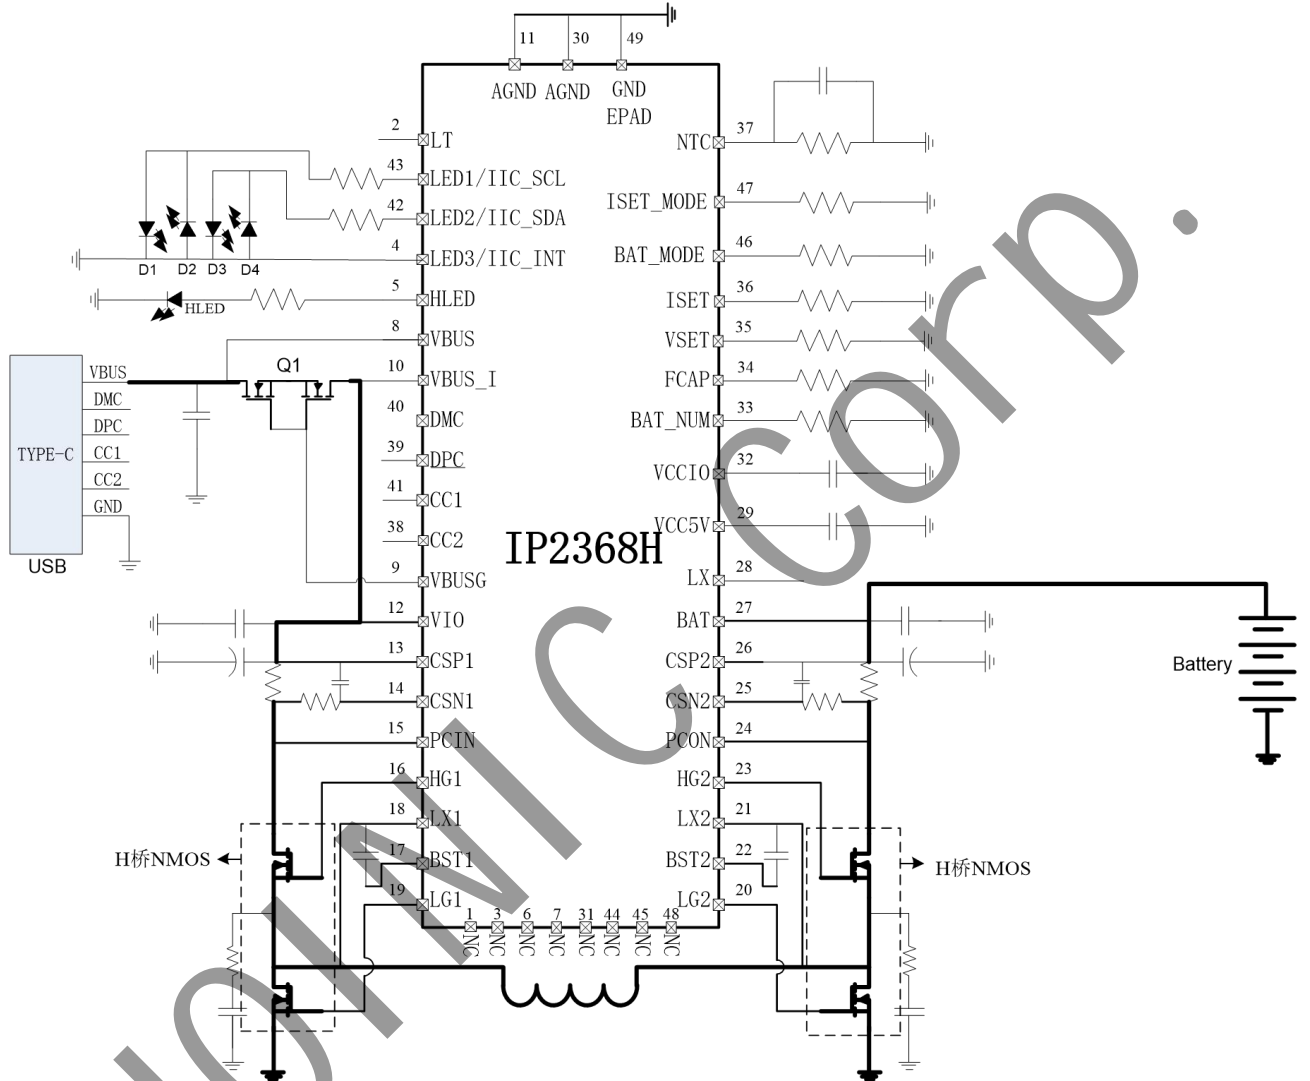 11 30 49
AGND AGND GND
EPAD
2 LT
43 LED1/IIC_SCL
42 LED2/IIC_SDA
4 LED3/IIC_INT
D1 D2 D3 D4
5 HLED
HLED
8 VBUS
10 VBUS_I
Q1
40 DMC
39 DPC
41 CC1
38 CC2
9 VBUSG
12 VIO
13 CSP1
14 CSN1
15 PCIN
16 HG1
18 LX1
17 BST1
19 LG1
VBUS
DMC
DPC
TYPE-C
CC1
CC2
GND
USB
IP2368H
NTC 37
ISET_MODE 47
BAT_MODE 46
ISET 36
VSET 35
FCAP 34
BAT_NUM 33
VCCIO 32
VCC5V 29
LX 28
BAT 27
CSP2 26
CSN2 25
PCON 24
HG2 23
LX2 21
BST2 22
LG2 20
Battery
H桥NMOS
H桥NMOS
1 3 6 7 31 44 45 48
NC NC NC NC NC NC NC NC
Corp.